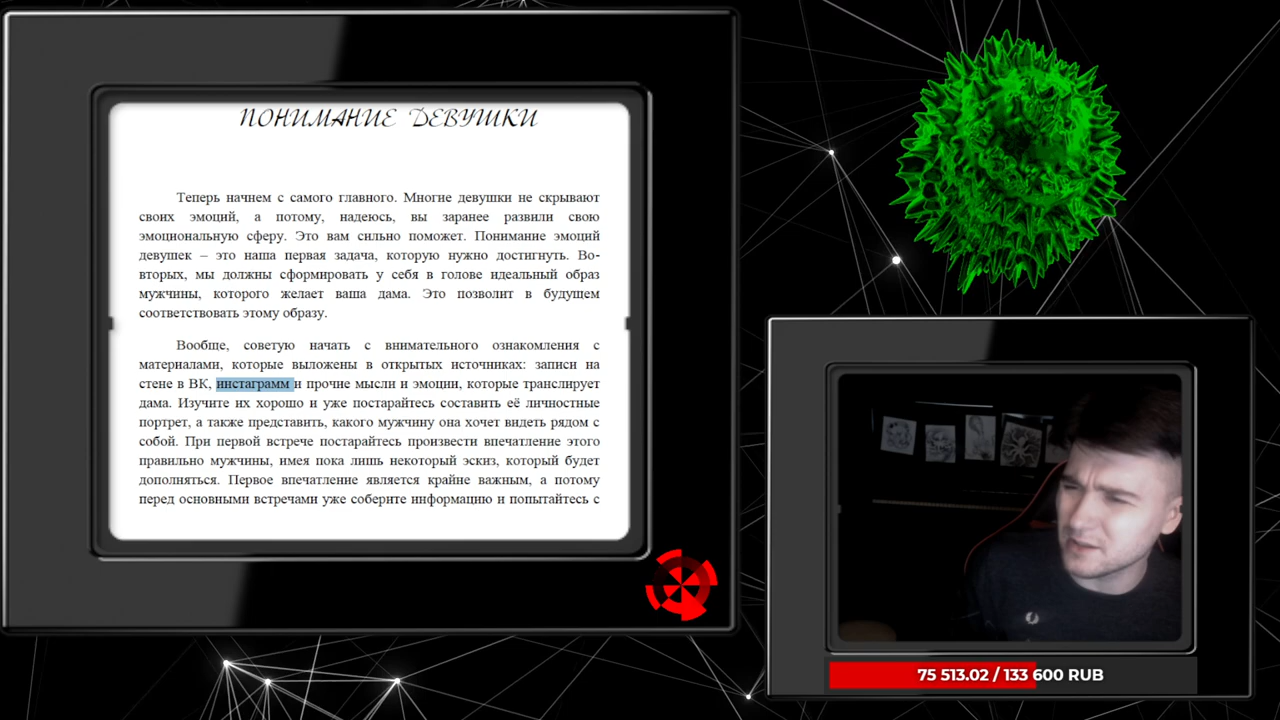 ПОНИМАНИЕ ДЕВУШКИ
Теперь начнем с самого главного. Многие девушки не скрывают
своих эмоций, а потому, надеюсь, вы заранее развили свою
эмоциональную сферу. Это вам сильно поможет. Понимание эмоций
девушек – это наша первая задача, которую нужно достигнуть. Во-
вторых, мы должны сформировать у себя в голове идеальный образ
мужчины, которого желает ваша дама. Это позволит в будущем
соответствовать этому образу.
Вообще, советую начать с внимательного ознакомления с
материалами, которые выложены в открытых источниках: записи на
стене в ВК, инстаграмм и прочие мысли и эмоции, которые транслирует
дама. Изучите их хорошо и уже постарайтесь составить её личностные
портрет, а также представить, какого мужчину она хочет видеть рядом с
собой. При первой встрече постарайтесь произвести впечатление этого
правильно мужчины, имея пока лишь некоторый эскиз, который будет
дополняться. Первое впечатление является крайне важным, а потому
перед основными встречами уже соберите информацию и попытайтесь с
75 513.02 / 133 600 RUB